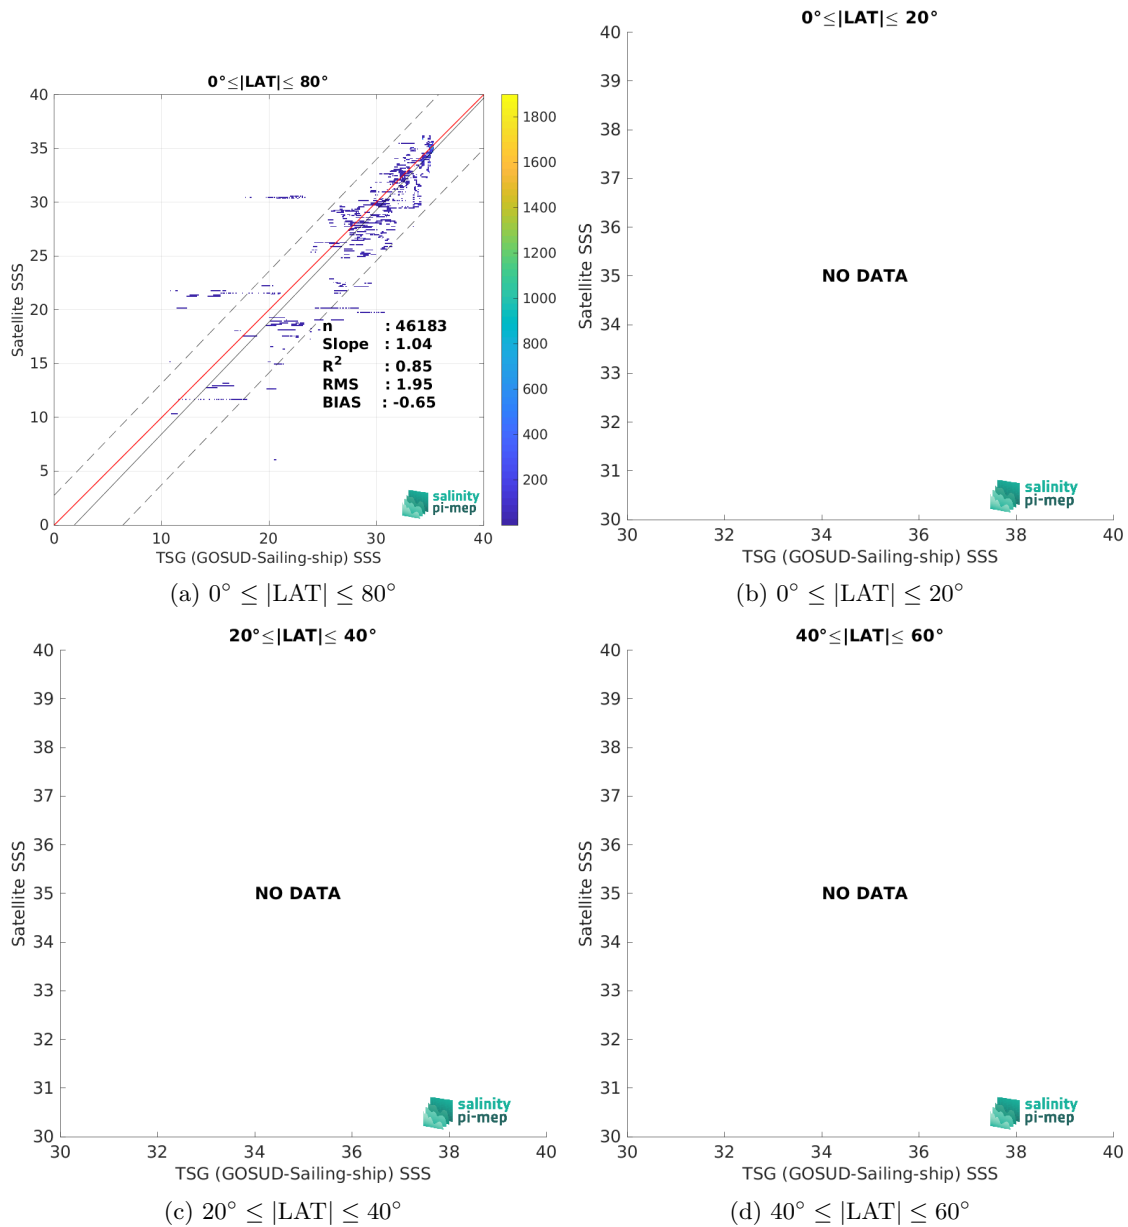 0°≤|LAT|≤ 80°
40
35
30
25
20
15
10
5
0
0
10
20
30
40
Satellite SSS
TSG (GOSUD-Sailing-ship) SSS
n : 46183
Slope : 1.04
R² : 0.85
RMS : 1.95
BIAS : -0.65
salinity
pi-mep
1800
1600
1400
1200
1000
800
600
400
200
(a) 0° ≤ |LAT| ≤ 80°
0°≤|LAT|≤ 20°
40
39
38
37
36
35
34
33
32
31
30
30
32
34
36
38
40
Satellite SSS
NO DATA
salinity
pi-mep
TSG (GOSUD-Sailing-ship) SSS
(b) 0° ≤ |LAT| ≤ 20°
20°≤|LAT|≤ 40°
40
39
38
37
36
35
34
33
32
31
30
30
32
34
36
38
40
Satellite SSS
NO DATA
salinity
pi-mep
TSG (GOSUD-Sailing-ship) SSS
(c) 20° ≤ |LAT| ≤ 40°
40°≤|LAT|≤ 60°
40
39
38
37
36
35
34
33
32
31
30
30
32
34
36
38
40
Satellite SSS
NO DATA
salinity
pi-mep
TSG (GOSUD-Sailing-ship) SSS
(d) 40° ≤ |LAT| ≤ 60°